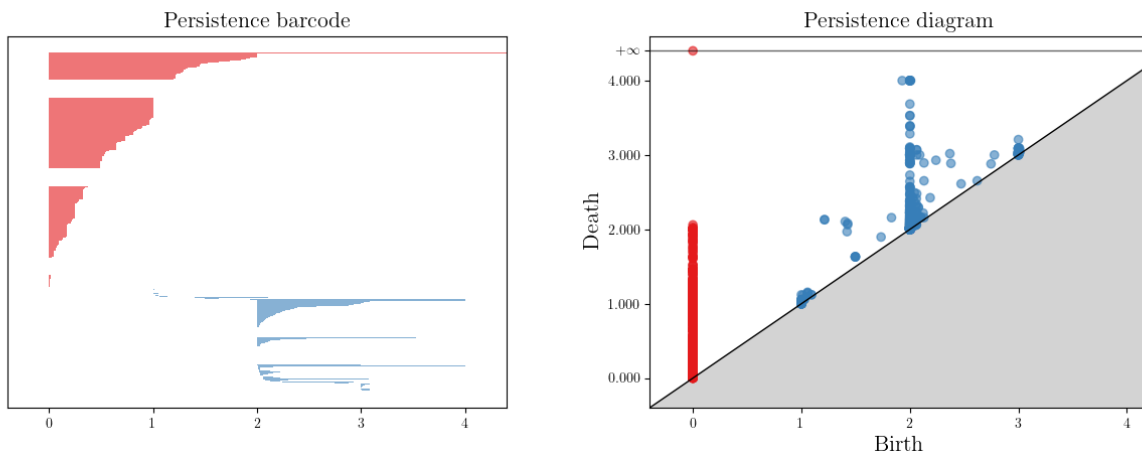 Persistence barcode
0 1 2 3 4
Persistence diagram
+∞
4.000
3.000
2.000
1.000
0.000
Death
0 1 2 3 4
Birth